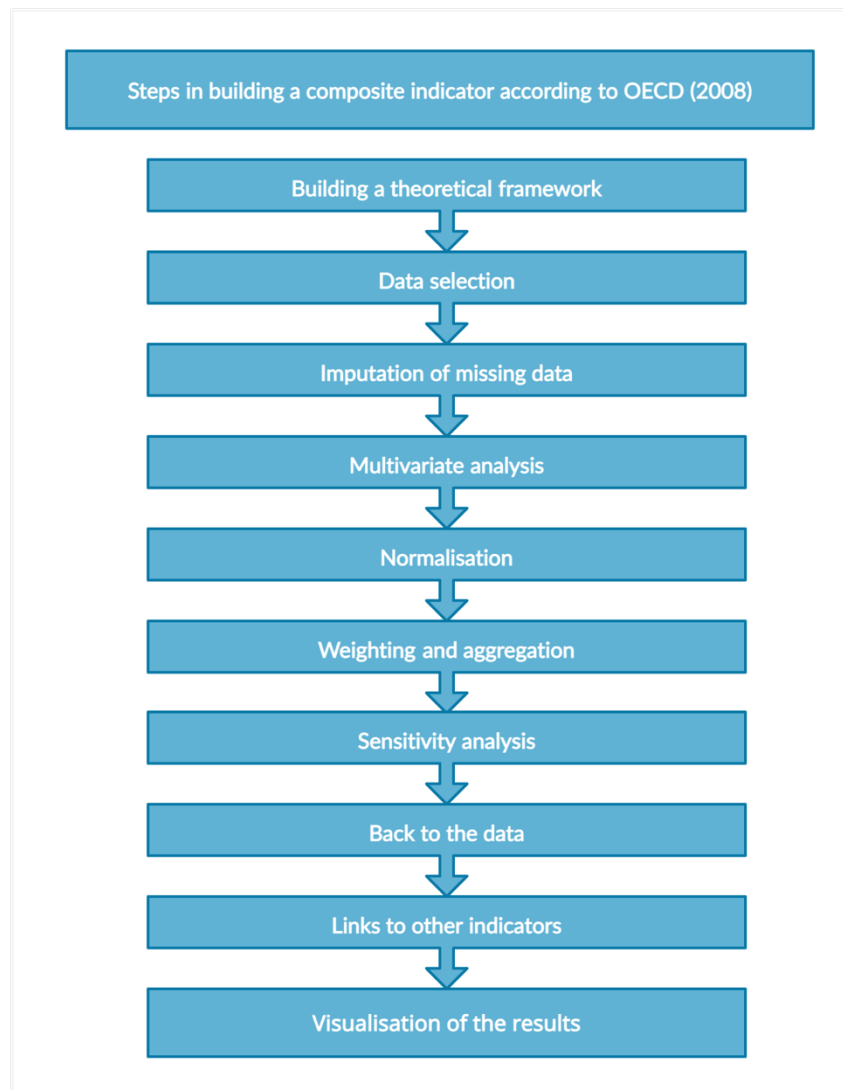 Steps in building a composite indicator according to OECD (2008)
Building a theoretical framework
Data selection
Imputation of missing data
Multivariate analysis
Normalisation
Weighting and aggregation
Sensitivity analysis
Back to the data
Links to other indicators
Visualisation of the results